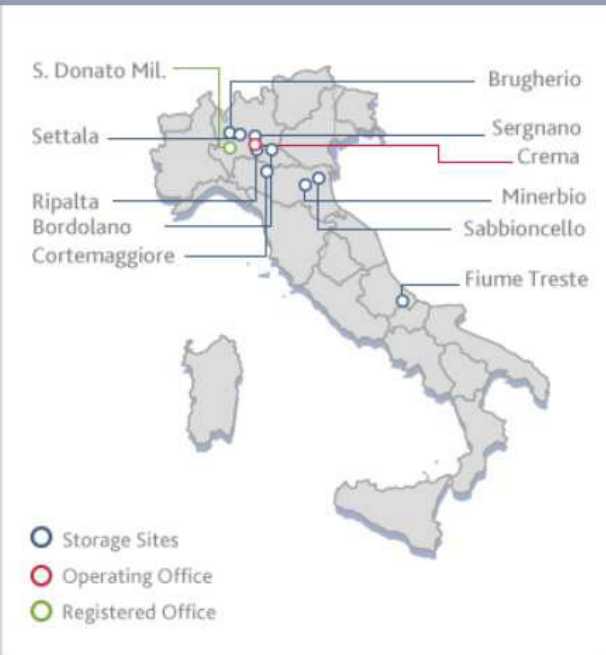 S. Donato Mil.
Brugherio
Settala
Sergnano
Crema
Ripalta
Minerbio
Bordolano
Sabbioncello
Cortemaggiore
Fiume Treste
Storage Sites
Operating Office
Registered Office